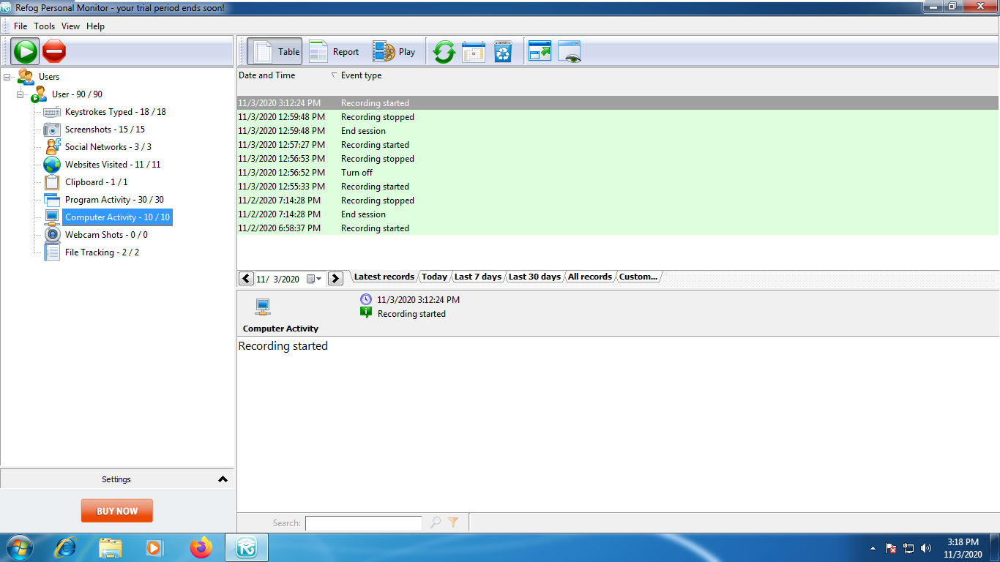 Refog Personal Monitor - your trial period ends soon!
File Tools View Help
Table Report Play
Users
User - 90 / 90
Keystrokes Typed - 18 / 18
Screenshots - 15 / 15
Social Networks - 3 / 3
Websites Visited - 11 / 11
Clipboard - 1 / 1
Program Activity - 30 / 30
Computer Activity - 10 / 10
Webcam Shots - 0 / 0
File Tracking - 2 / 2
Settings
BUY NOW
Date and Time Event type
11/3/2020 3:12:24 PM Recording started
11/3/2020 12:59:48 PM Recording stopped
11/3/2020 12:59:48 PM End session
11/3/2020 12:57:27 PM Recording started
11/3/2020 12:56:53 PM Recording stopped
11/3/2020 12:56:52 PM Turn off
11/3/2020 12:55:33 PM Recording started
11/2/2020 7:14:28 PM Recording stopped
11/2/2020 7:14:28 PM End session
11/2/2020 6:58:37 PM Recording started
11/ 3/2020 Latest records Today Last 7 days Last 30 days All records Custom...
11/3/2020 3:12:24 PM
Recording started
Computer Activity
Recording started
Search:
3:18 PM
11/3/2020